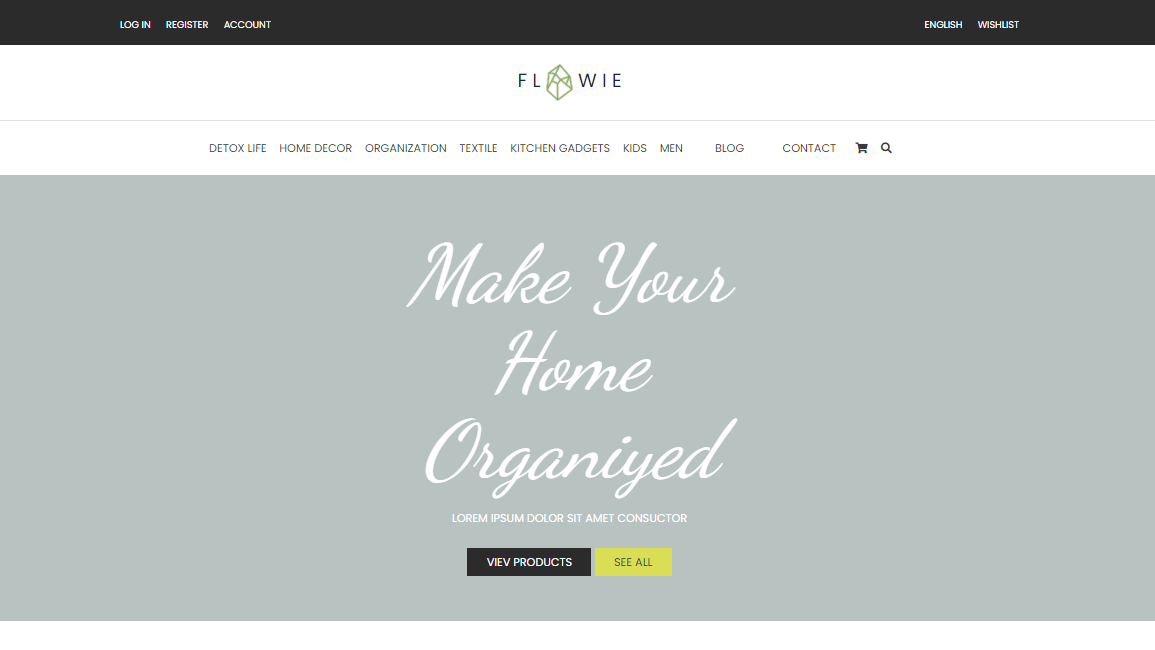 LOG IN REGISTER ACCOUNT ENGLISH WISHLIST
FL WIE
DETOX LIFE HOME DECOR ORGANIZATION TEXTILE KITCHEN GADGETS KIDS MEN BLOG CONTACT
Make Your
Home
Organiyed
LOREM IPSUM DOLOR SIT AMET CONSUCTOR
VIEV PRODUCTS SEE ALL